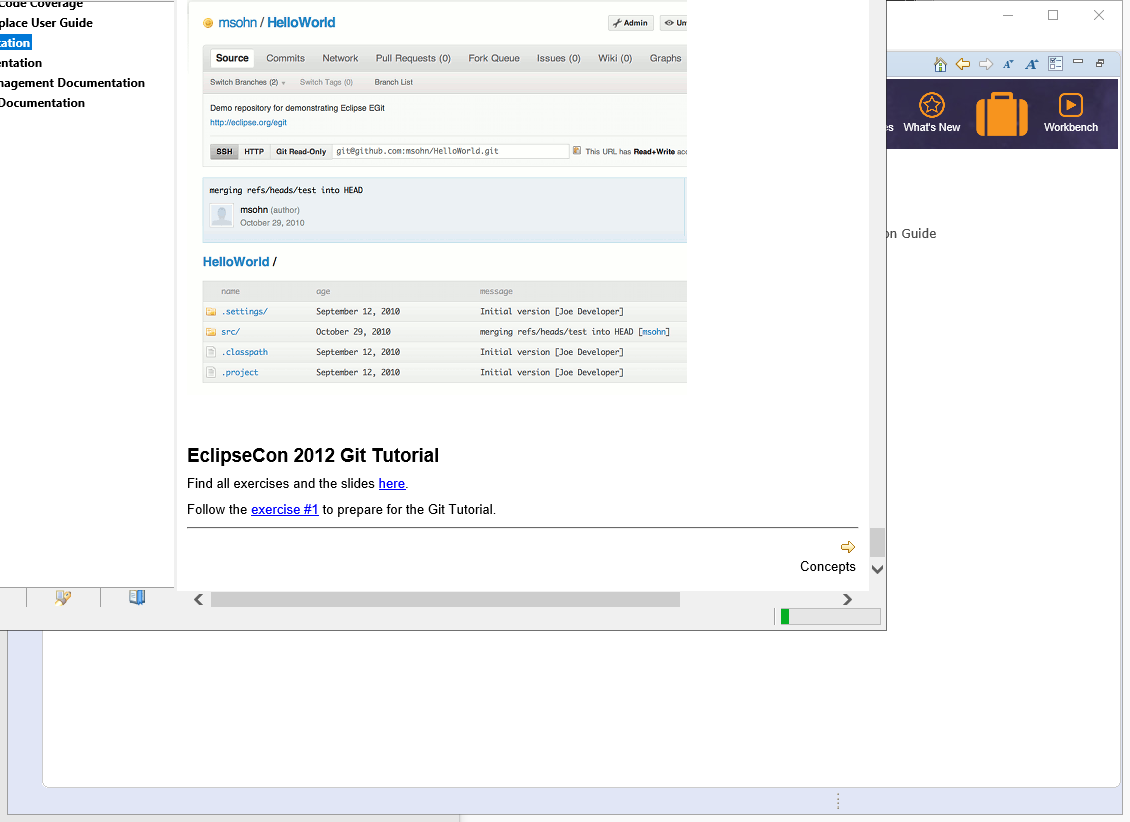 Code Coverage
place User Guide
tation
entation
nagement Documentation
Documentation
msohn / HelloWorld
Admin
Un
Source Commits Network Pull Requests (0) Fork Queue Issues (0) Wiki (0) Graphs
Switch Branches (2) Switch Tags (0) Branch List
Demo repository for demonstrating Eclipse EGit
http://eclipse.org/egit
SSH HTTP Git Read-Only git@github.com:msohn/HelloWorld.git This URL has Read+Write acc
merging refs/heads/test into HEAD
msohn (author)
October 29, 2010
HelloWorld /
name age message
.settings/ September 12, 2010 Initial version [Joe Developer]
src/ October 29, 2010 merging refs/heads/test into HEAD [msohn]
.classpath September 12, 2010 Initial version [Joe Developer]
.project September 12, 2010 Initial version [Joe Developer]
EclipseCon 2012 Git Tutorial
Find all exercises and the slides here.
Follow the exercise #1 to prepare for the Git Tutorial.
Concepts
A A
es What's New Workbench
on Guide